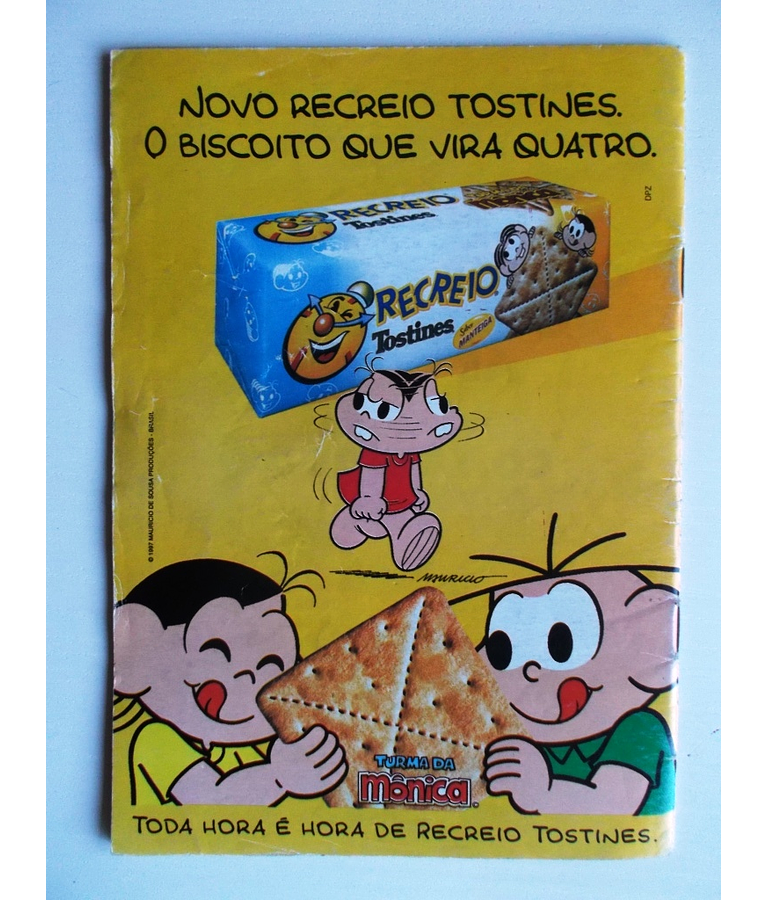 NOVO RECREIO TOSTINES.
O BISCOITO QUE VIRA QUATRO.
DPZ
RECREIO
Tostines
RECREIO
Tostines
Sabor
MANTEIGA
© 1997 MAURICIO DE SOUSA PRODUÇÕES - BRASIL
MAURICIO
TURMA DA
Mônica
TODA HORA É HORA DE RECREIO TOSTINES.